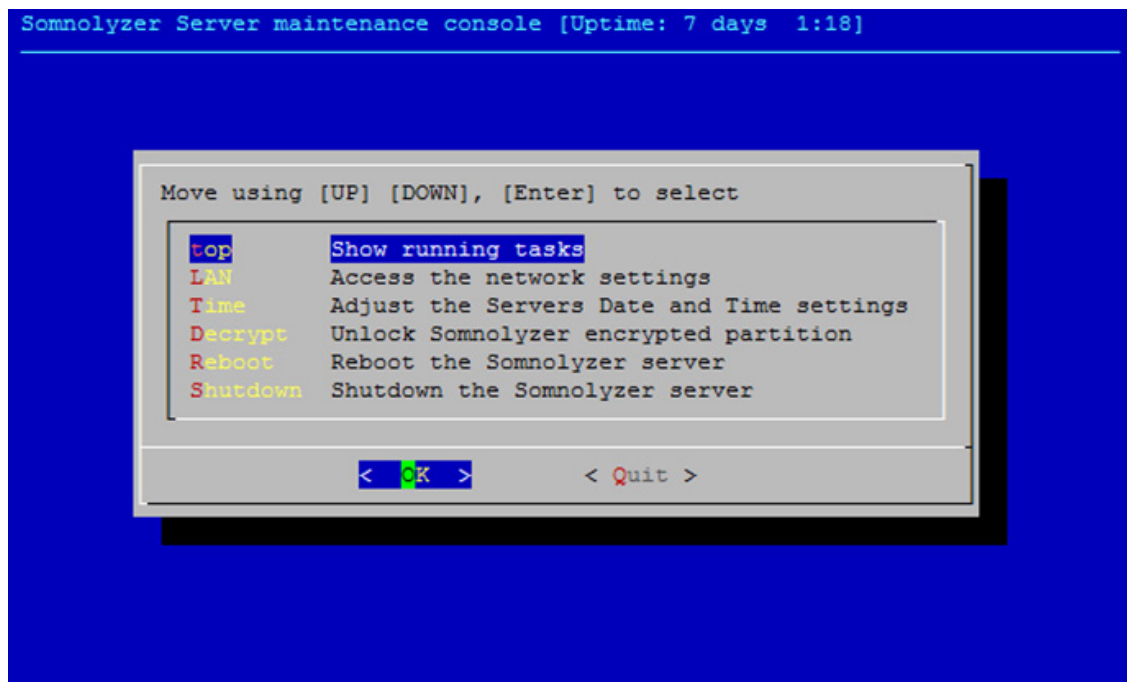 Somnolyzer Server maintenance console [Uptime: 7 days  1:18]
Move using [UP] [DOWN], [Enter] to select
top Show running tasks
LAN Access the network settings
Time Adjust the Servers Date and Time settings
Decrypt Unlock Somnolyzer encrypted partition
Reboot Reboot the Somnolyzer server
Shutdown Shutdown the Somnolyzer server
< OK > < Quit >